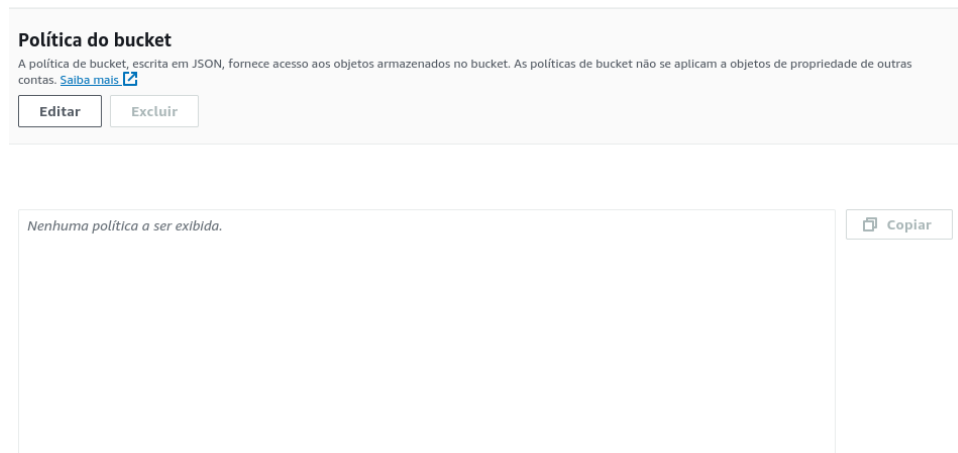 Política do bucket
A política de bucket, escrita em JSON, fornece acesso aos objetos armazenados no bucket. As políticas de bucket não se aplicam a objetos de propriedade de outras
contas. Saiba mais
Editar Excluir
Nenhuma política a ser exibida.
Copiar